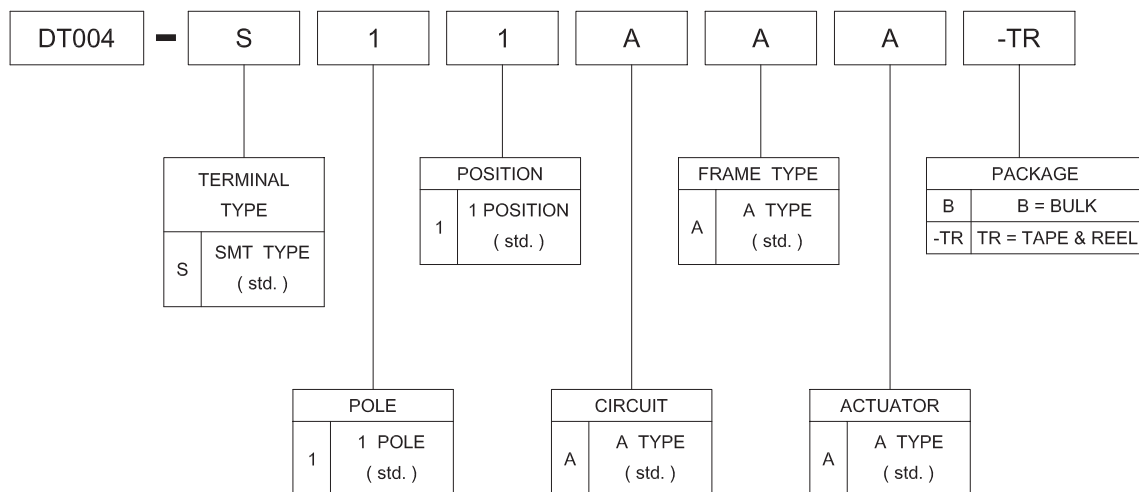 DT004 - S 1 1 A A A -TR
TERMINAL
TYPE
S SMT TYPE
( std. )
POSITION
1 1 POSITION
( std. )
FRAME TYPE
A A TYPE
( std. )
PACKAGE
B B = BULK
-TR TR = TAPE & REEL
POLE
1 1 POLE
( std. )
CIRCUIT
A A TYPE
( std. )
ACTUATOR
A A TYPE
( std. )